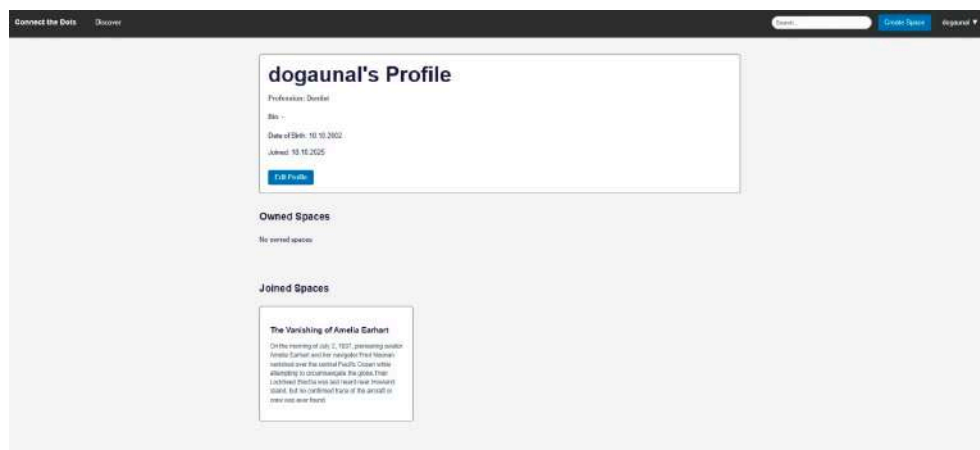 Connect the Dots Discover Search... Create Space dogaunal ▼
dogaunal's Profile
Profession: Dentist
Bio: -
Date of Birth: 10.10.2002
Joined: 10.10.2025
Edit Profile
Owned Spaces
No owned spaces
Joined Spaces
The Vanishing of Amelia Earhart
On the morning of July 2, 1937, pioneering aviator
Amelia Earhart and her navigator Fred Noonan
vanished over the central Pacific Ocean while
attempting to circumnavigate the globe. Their
Lockheed Electra was last heard near Howland
Island, but no confirmed trace of the aircraft or
crew was ever found.